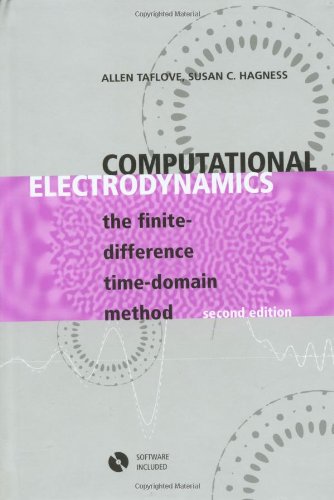 ALLEN TAFLOVE, SUSAN C. HAGNESS
COMPUTATIONAL
ELECTRODYNAMICS
the finite-
difference
time-domain
method second edition
SOFTWARE
INCLUDED